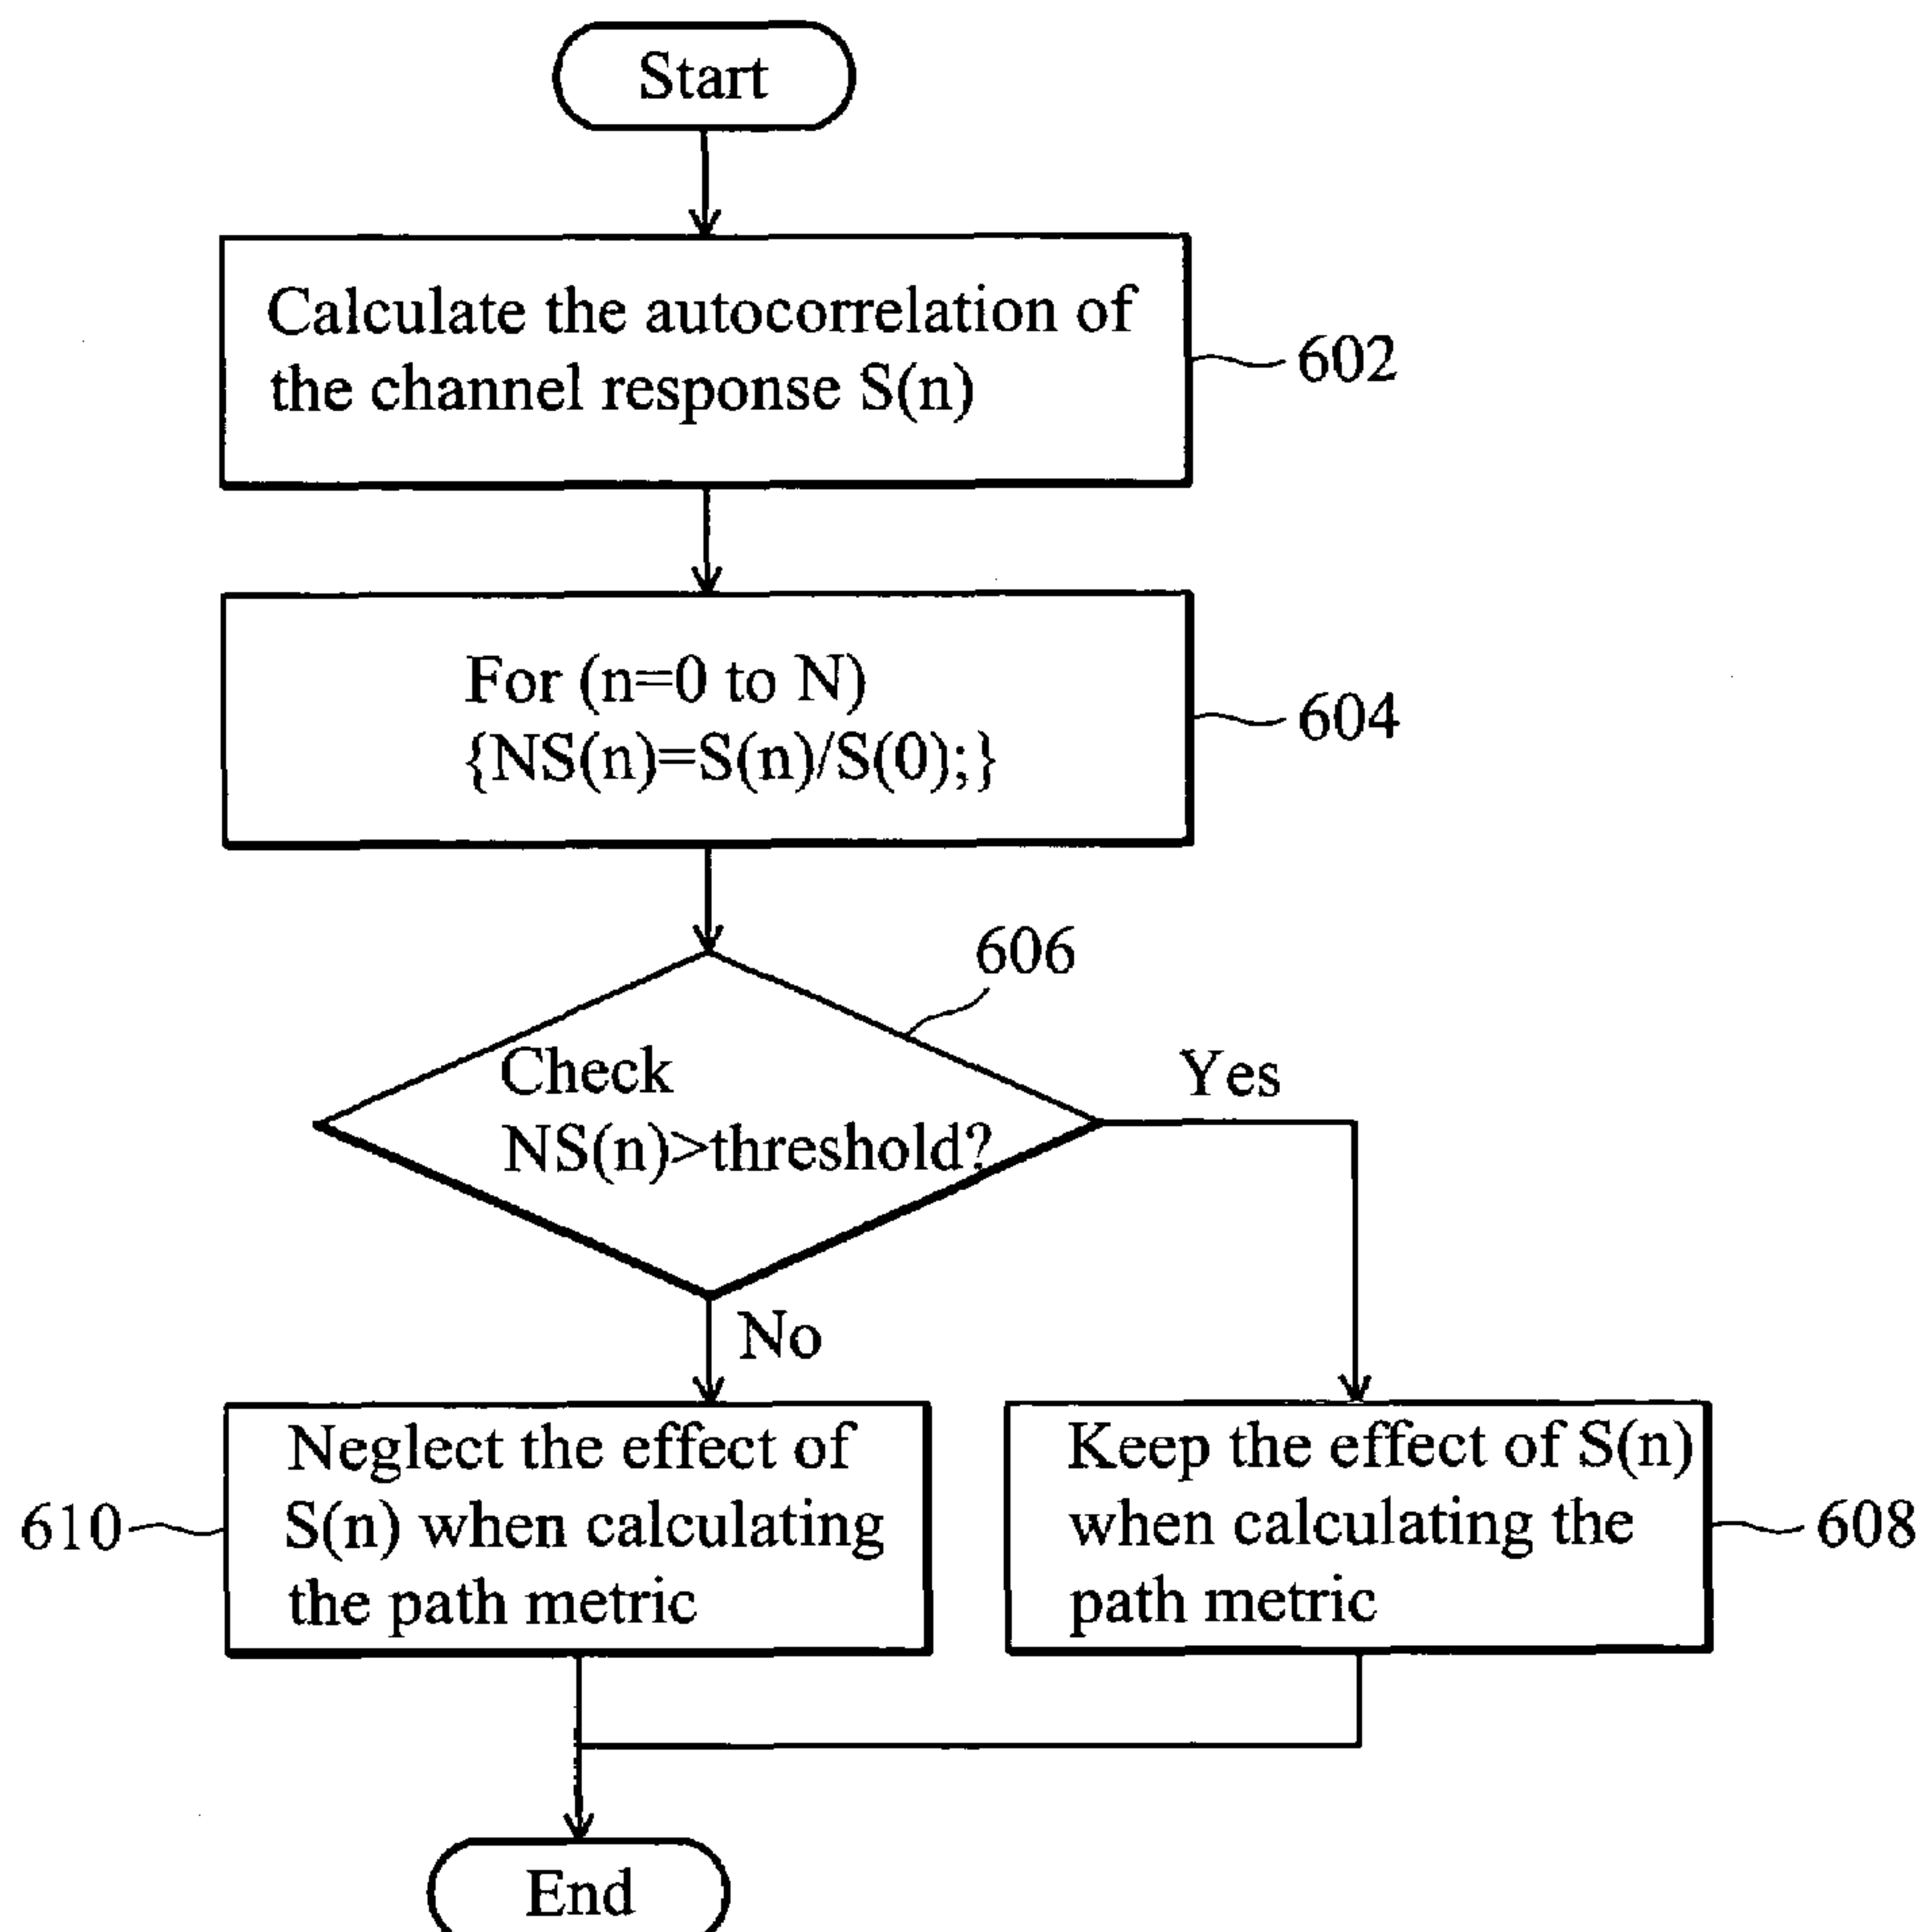 Start
Calculate the autocorrelation of
the channel response S(n)
602
For (n=0 to N)
{NS(n)=S(n)/S(0);}
604
606
Check
NS(n)>threshold?
Yes
No
Neglect the effect of
S(n) when calculating
the path metric
610
Keep the effect of S(n)
when calculating the
path metric
608
End